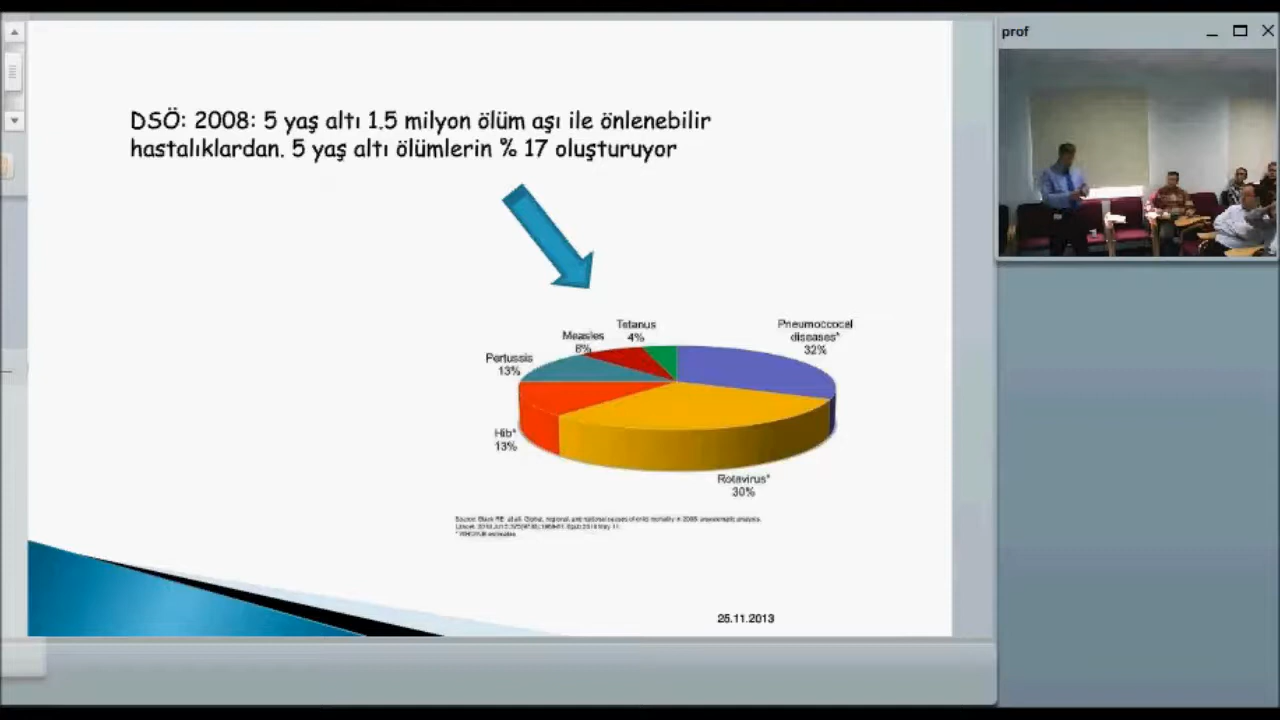 prof
DSÖ: 2008: 5 yaş altı 1.5 milyon ölüm aşı ile önlenebilir
hastalıklardan. 5 yaş altı ölümlerin % 17 oluşturuyor
Tetanus
4%
Measles
8%
Pertussis
13%
Hib*
13%
Pneumoccocal
diseases*
32%
Rotavirus*
30%
25.11.2013